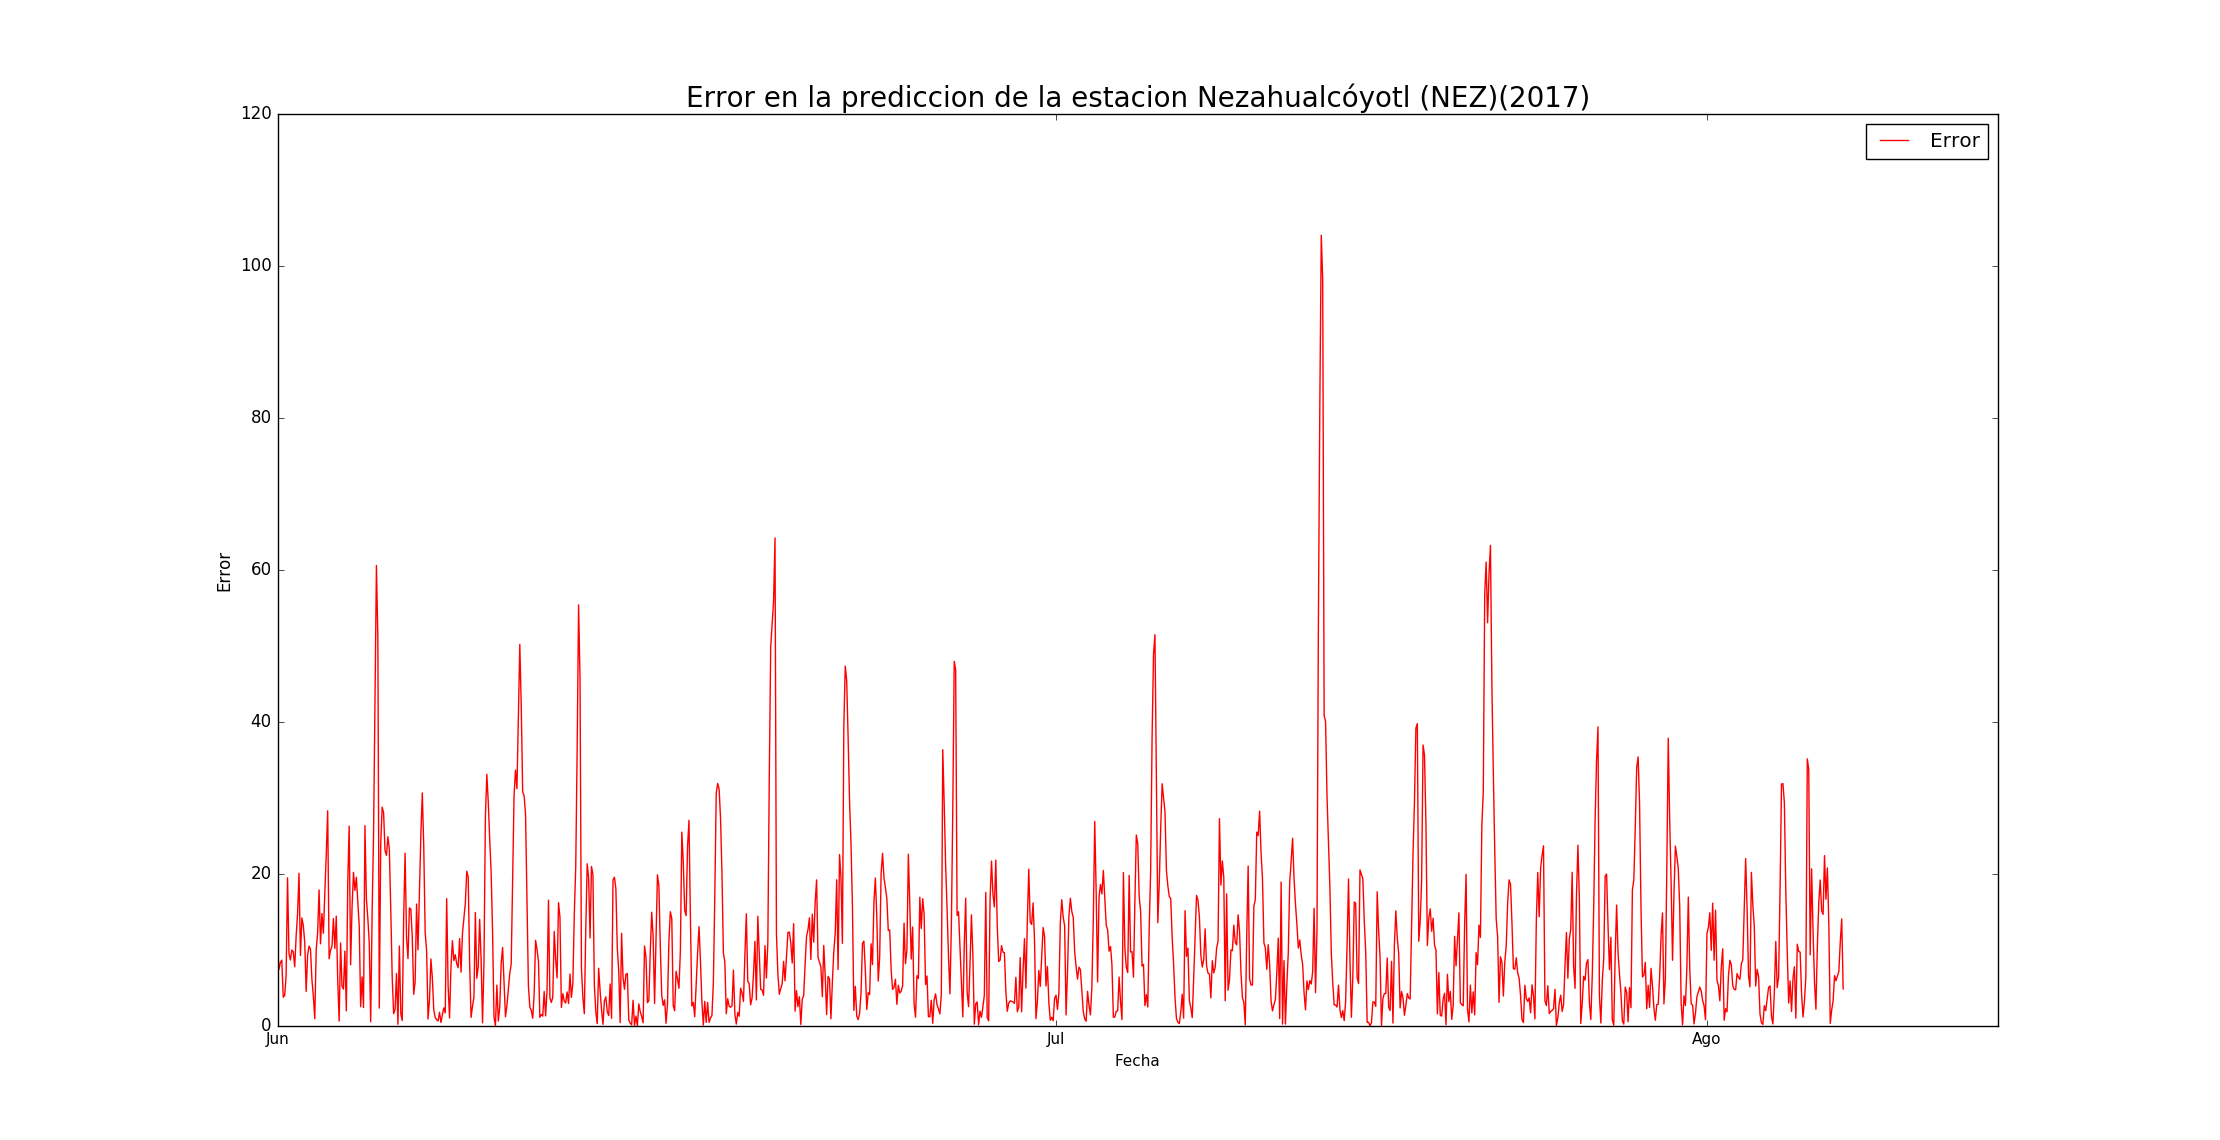 Error en la prediccion de la estacion Nezahualcóyotl (NEZ)(2017)
120
100
80
60
40
20
0
Error
Error
Jun
Jul
Ago
Fecha